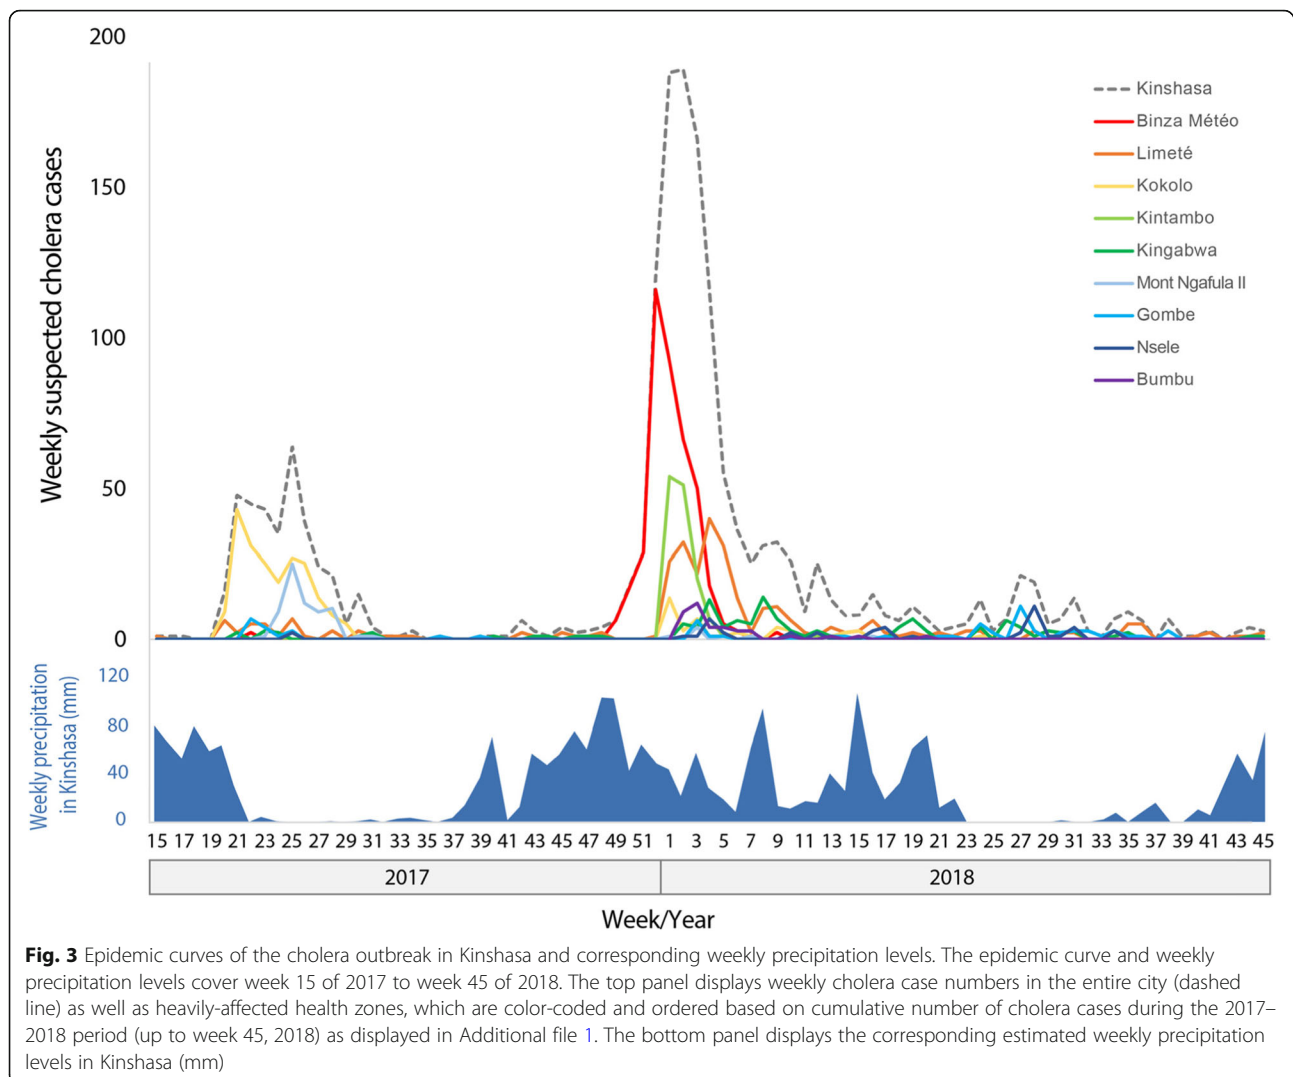 200
150
100
50
0
Weekly suspected cholera cases
Kinshasa
Binza Météo
Limeté
Kokolo
Kintambo
Kingabwa
Mont Ngafula II
Gombe
Nsele
Bumbu
120
80
40
0
Weekly precipitation
in Kinshasa (mm)
15 17 19 21 23 25 27 29 31 33 35 37 39 41 43 45 47 49 51 1 3 5 7 9 11 13 15 17 19 21 23 25 27 29 31 33 35 37 39 41 43 45
2017 2018
Week/Year
Fig. 3 Epidemic curves of the cholera outbreak in Kinshasa and corresponding weekly precipitation levels. The epidemic curve and weekly
precipitation levels cover week 15 of 2017 to week 45 of 2018. The top panel displays weekly cholera case numbers in the entire city (dashed
line) as well as heavily-affected health zones, which are color-coded and ordered based on cumulative number of cholera cases during the 2017–
2018 period (up to week 45, 2018) as displayed in Additional file 1. The bottom panel displays the corresponding estimated weekly precipitation
levels in Kinshasa (mm)